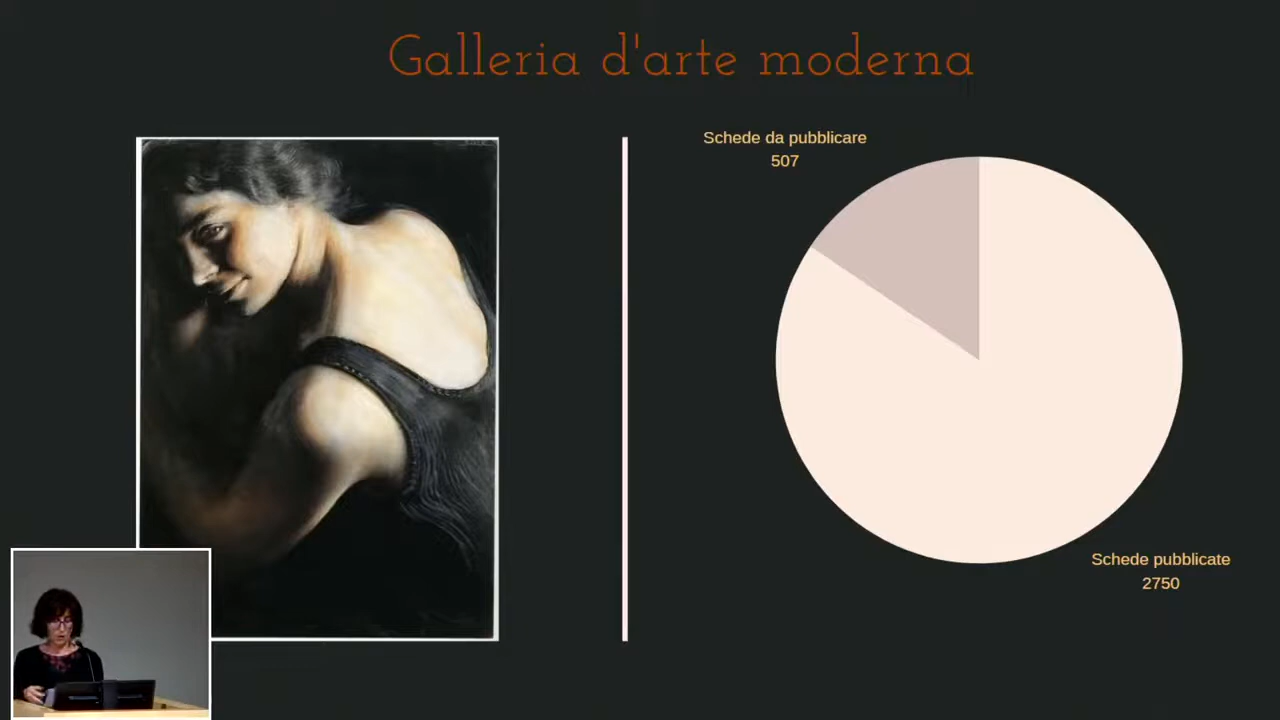 Galleria d'arte moderna
Schede da pubblicare
507
Schede pubblicate
2750